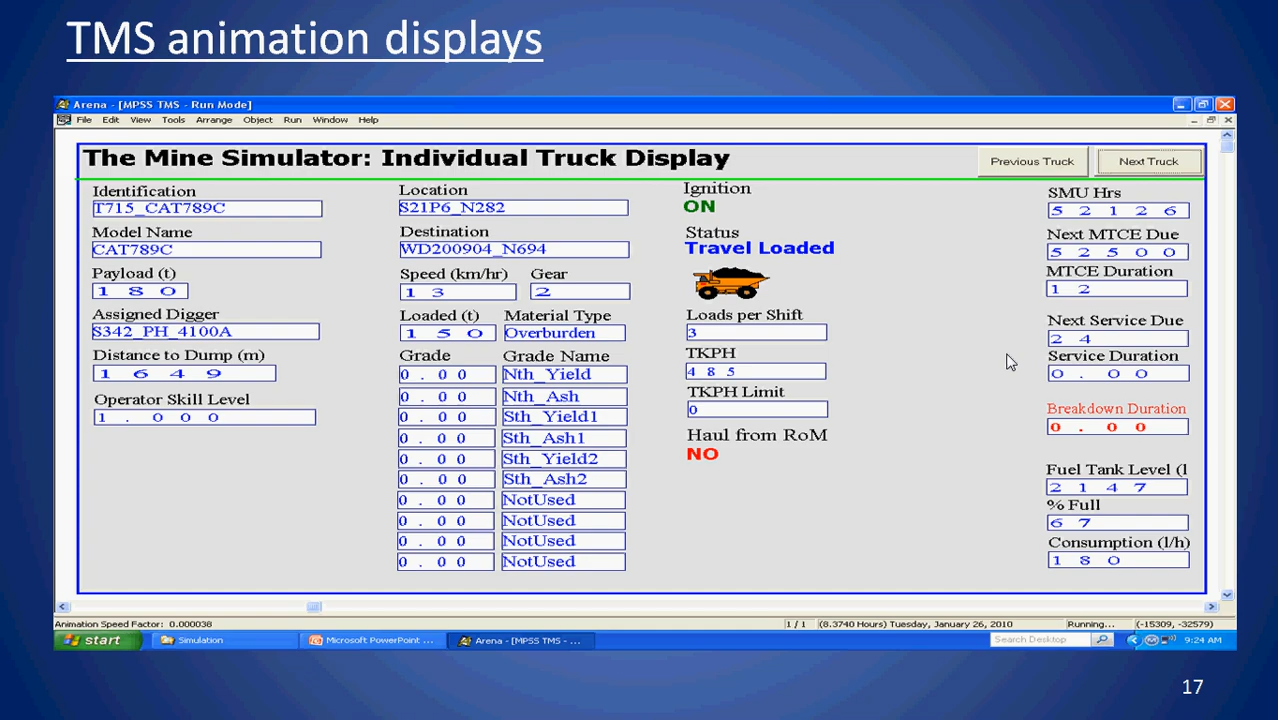 TMS animation displays
Arena - [MPSS TMS - Run Mode]
File Edit View Tools Arrange Object Run Window Help
The Mine Simulator: Individual Truck Display
Previous Truck Next Truck
Identification
T715_CAT789C
Model Name
CAT789C
Payload (t)
180
Assigned Digger
S342_PH_4100A
Distance to Dump (m)
1649
Operator Skill Level
1.000
Location
S21P6_N282
Destination
WD200904_N694
Speed (km/hr) Gear
13 2
Loaded (t) Material Type
150 Overburden
Grade Grade Name
0.00 Nth_Yield
0.00 Nth_Ash
0.00 Sth_Yield1
0.00 Sth_Ash1
0.00 Sth_Yield2
0.00 Sth_Ash2
0.00 NotUsed
0.00 NotUsed
0.00 NotUsed
0.00 NotUsed
Ignition
ON
Status
Travel Loaded
Loads per Shift
3
TKPH
485
TKPH Limit
0
Haul from RoM
NO
SMU Hrs
52126
Next MTCE Due
52500
MTCE Duration
12
Next Service Due
24
Service Duration
0.00
Breakdown Duration
0.00
Fuel Tank Level (l
2147
% Full
67
Consumption (l/h)
180
Animation Speed Factor: 0.000038
1 / 1 (8.3740 Hours) Tuesday, January 26, 2010 Running... (-15309, -32579)
start Simulation Microsoft PowerPoint ... Arena - [MPSS TMS - ... Search Desktop 9:24 AM
17